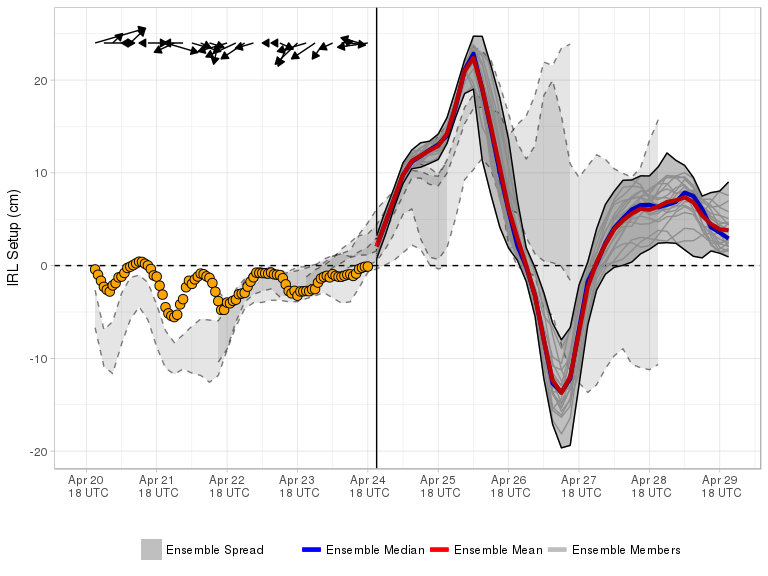 IRL Setup (cm)
20
10
0
-10
-20
Apr 20 Apr 21 Apr 22 Apr 23 Apr 24 Apr 25 Apr 26 Apr 27 Apr 28 Apr 29
18 UTC 18 UTC 18 UTC 18 UTC 18 UTC 18 UTC 18 UTC 18 UTC 18 UTC 18 UTC
Ensemble Spread Ensemble Median Ensemble Mean Ensemble Members